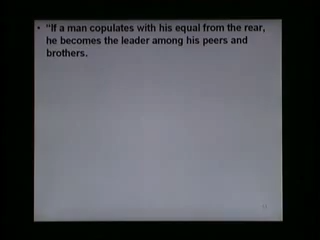 • "If a man copulates with his equal from the rear,
he becomes the leader among his peers and
brothers.